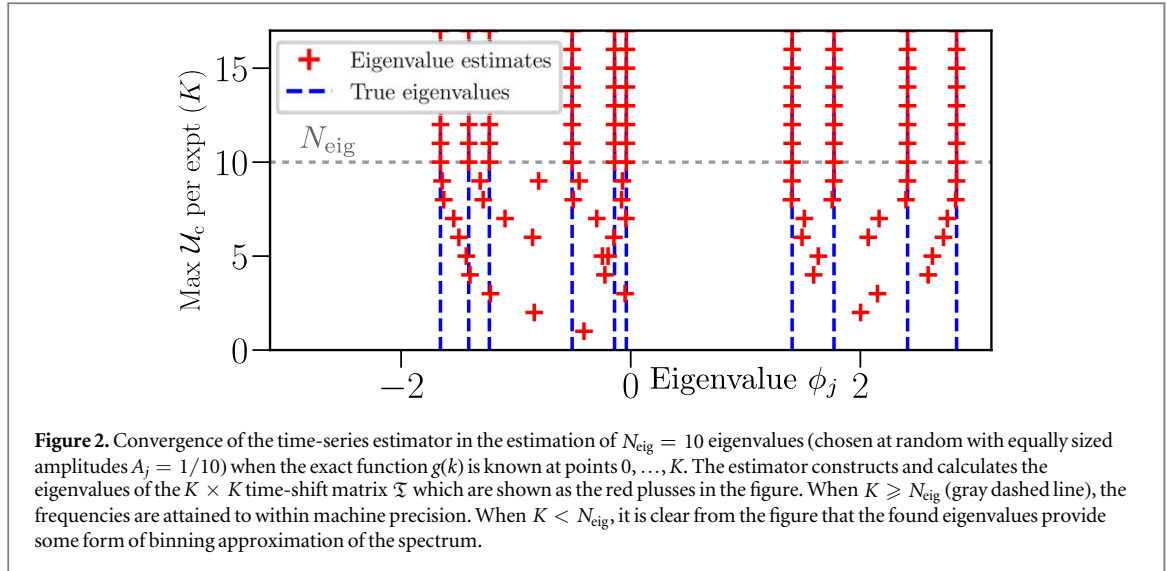 Eigenvalue estimates
True eigenvalues
N_eig
Max 𝒰_c per expt (K)
15
10
5
0
−2
0
Eigenvalue ϕ_j
2
Figure 2. Convergence of the time-series estimator in the estimation of N_eig = 10 eigenvalues (chosen at random with equally sized
amplitudes A_j = 1/10) when the exact function g(k) is known at points 0, …, K. The estimator constructs and calculates the
eigenvalues of the K × K time-shift matrix 𝔗 which are shown as the red plusses in the figure. When K ⩾ N_eig (gray dashed line), the
frequencies are attained to within machine precision. When K < N_eig, it is clear from the figure that the found eigenvalues provide
some form of binning approximation of the spectrum.